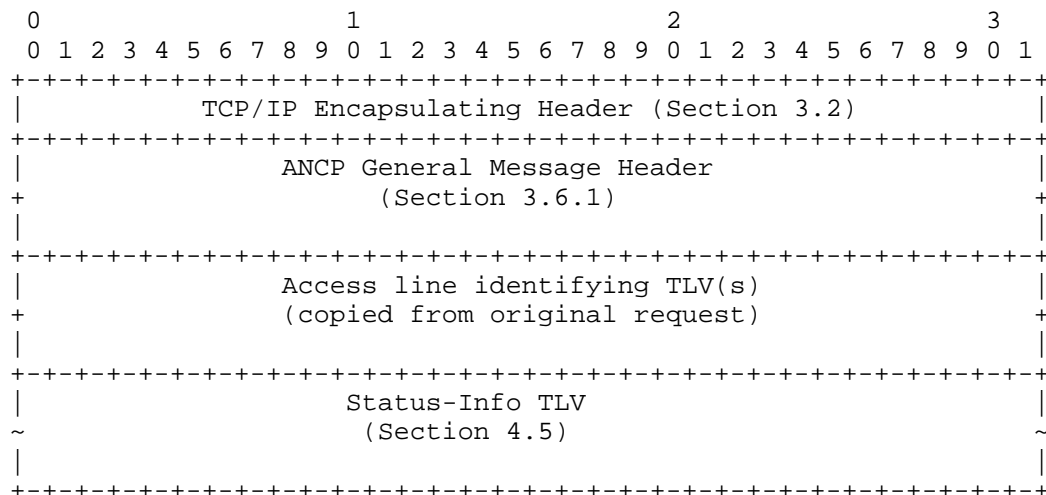 0                   1                   2                   3
 0 1 2 3 4 5 6 7 8 9 0 1 2 3 4 5 6 7 8 9 0 1 2 3 4 5 6 7 8 9 0 1
+-+-+-+-+-+-+-+-+-+-+-+-+-+-+-+-+-+-+-+-+-+-+-+-+-+-+-+-+-+-+-+-+
|           TCP/IP Encapsulating Header (Section 3.2)           |
+-+-+-+-+-+-+-+-+-+-+-+-+-+-+-+-+-+-+-+-+-+-+-+-+-+-+-+-+-+-+-+-+
|                ANCP General Message Header                    |
+                      (Section 3.6.1)                          +
|                                                               |
+-+-+-+-+-+-+-+-+-+-+-+-+-+-+-+-+-+-+-+-+-+-+-+-+-+-+-+-+-+-+-+-+
|                Access line identifying TLV(s)                 |
+                (copied from original request)                 +
|                                                               |
+-+-+-+-+-+-+-+-+-+-+-+-+-+-+-+-+-+-+-+-+-+-+-+-+-+-+-+-+-+-+-+-+
|                    Status-Info TLV                            |
~                     (Section 4.5)                             ~
|                                                               |
+-+-+-+-+-+-+-+-+-+-+-+-+-+-+-+-+-+-+-+-+-+-+-+-+-+-+-+-+-+-+-+-+